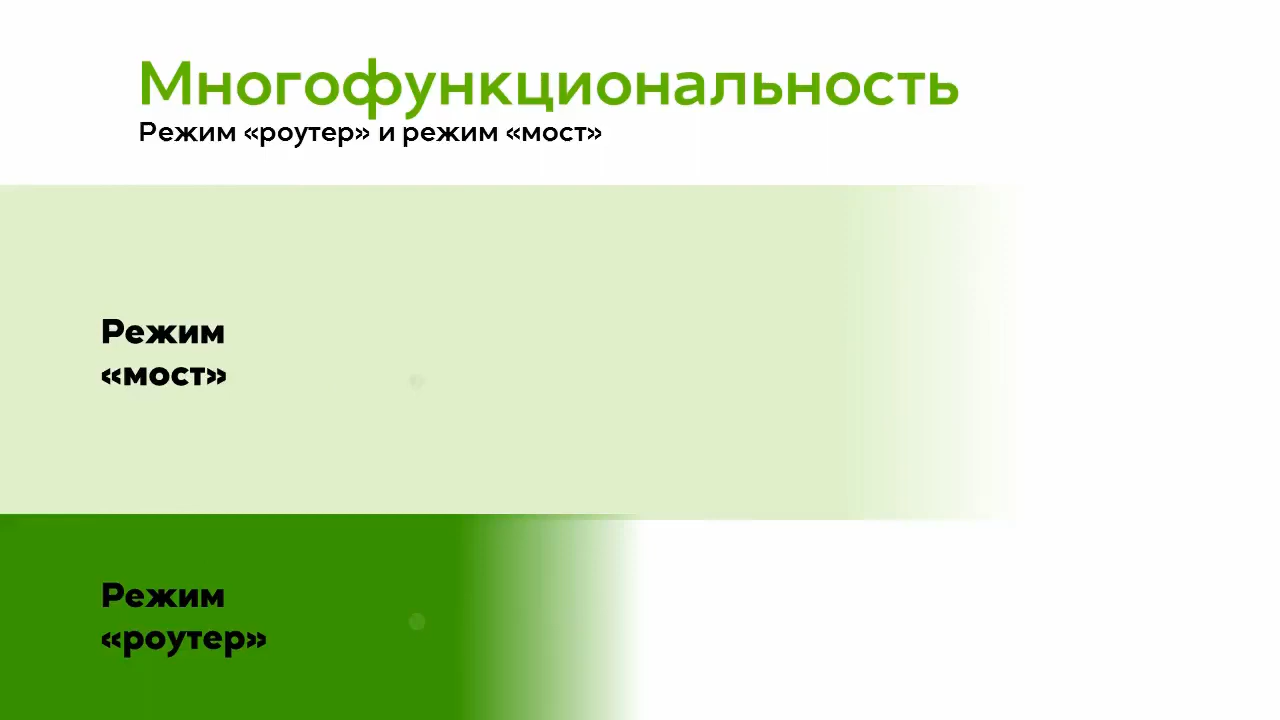 Многофункциональность
Режим «роутер» и режим «мост»
Режим
«мост»
Режим
«роутер»